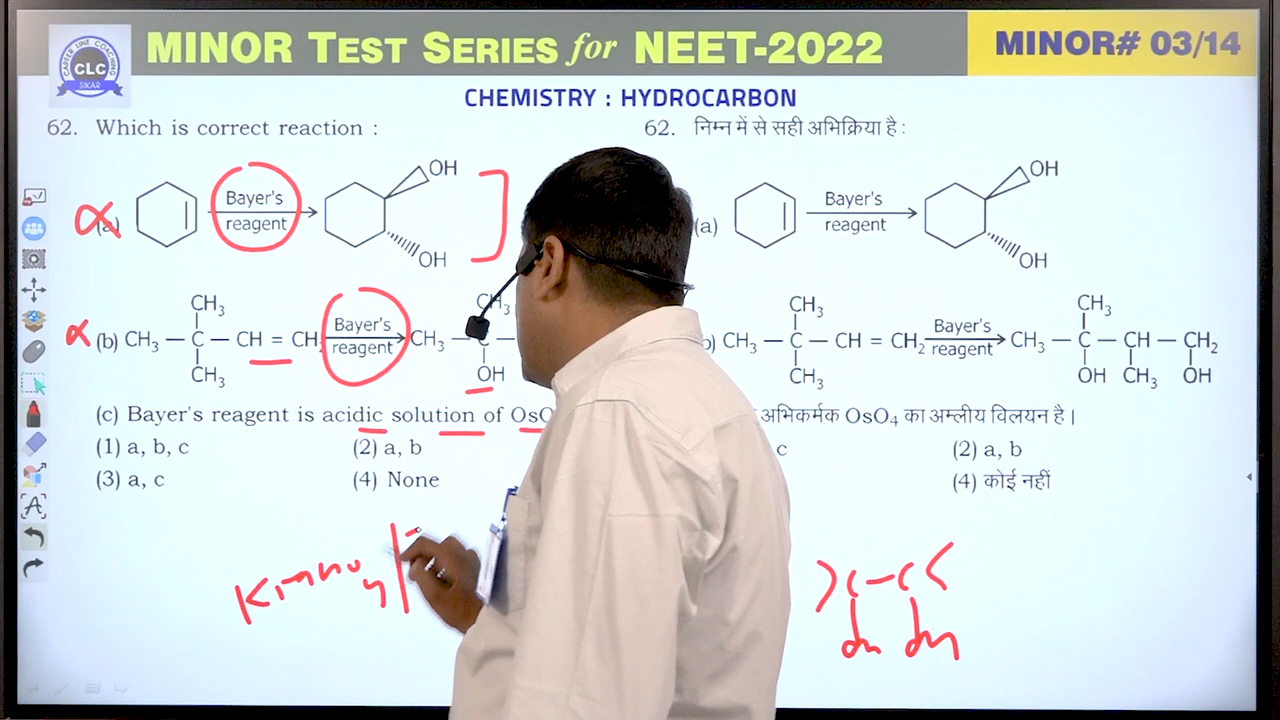 CAREER LINE COACHING
CLC
SIKAR
MINOR TEST SERIES for NEET-2022
MINOR# 03/14
CHEMISTRY : HYDROCARBON
62. Which is correct reaction :
(a)
Bayer's
reagent
OH
OH
CH3
(b) CH3 — C — CH = CH2
CH3
Bayer's
reagent
CH3
CH3 — C —
OH
(c) Bayer's reagent is acidic solution of OsO
(1) a, b, c
(2) a, b
(3) a, c
(4) None
62. निम्न में से सही अभिक्रिया है :
(a)
Bayer's
reagent
OH
OH
CH3
b) CH3 — C — CH = CH2
CH3
Bayer's
reagent
CH3
CH3 — C — CH — CH2
OH CH3 OH
अभिकर्मक OsO4 का अम्लीय विलयन है।
c
(2) a, b
(4) कोई नहीं
C – C
OH OH